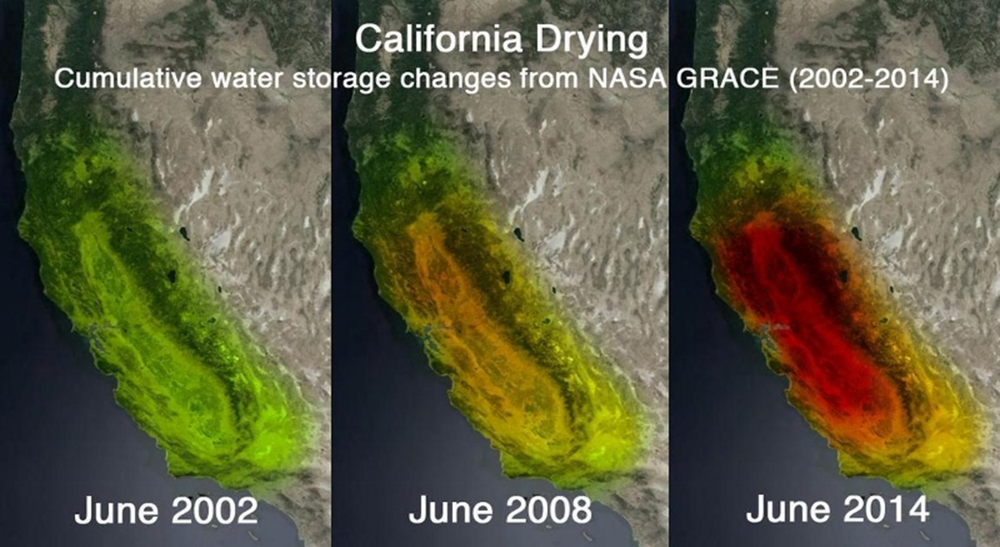 California Drying
Cumulative water storage changes from NASA GRACE (2002-2014)
June 2002
June 2008
June 2014